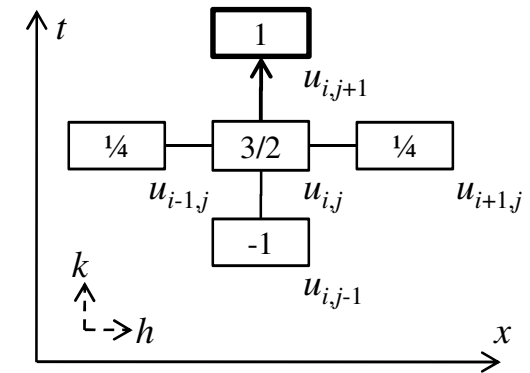 t
1
u_{i,j+1}
¼ 3/2 ¼
u_{i-1,j} u_{i,j} u_{i+1,j}
-1
k
u_{i,j-1}
h x